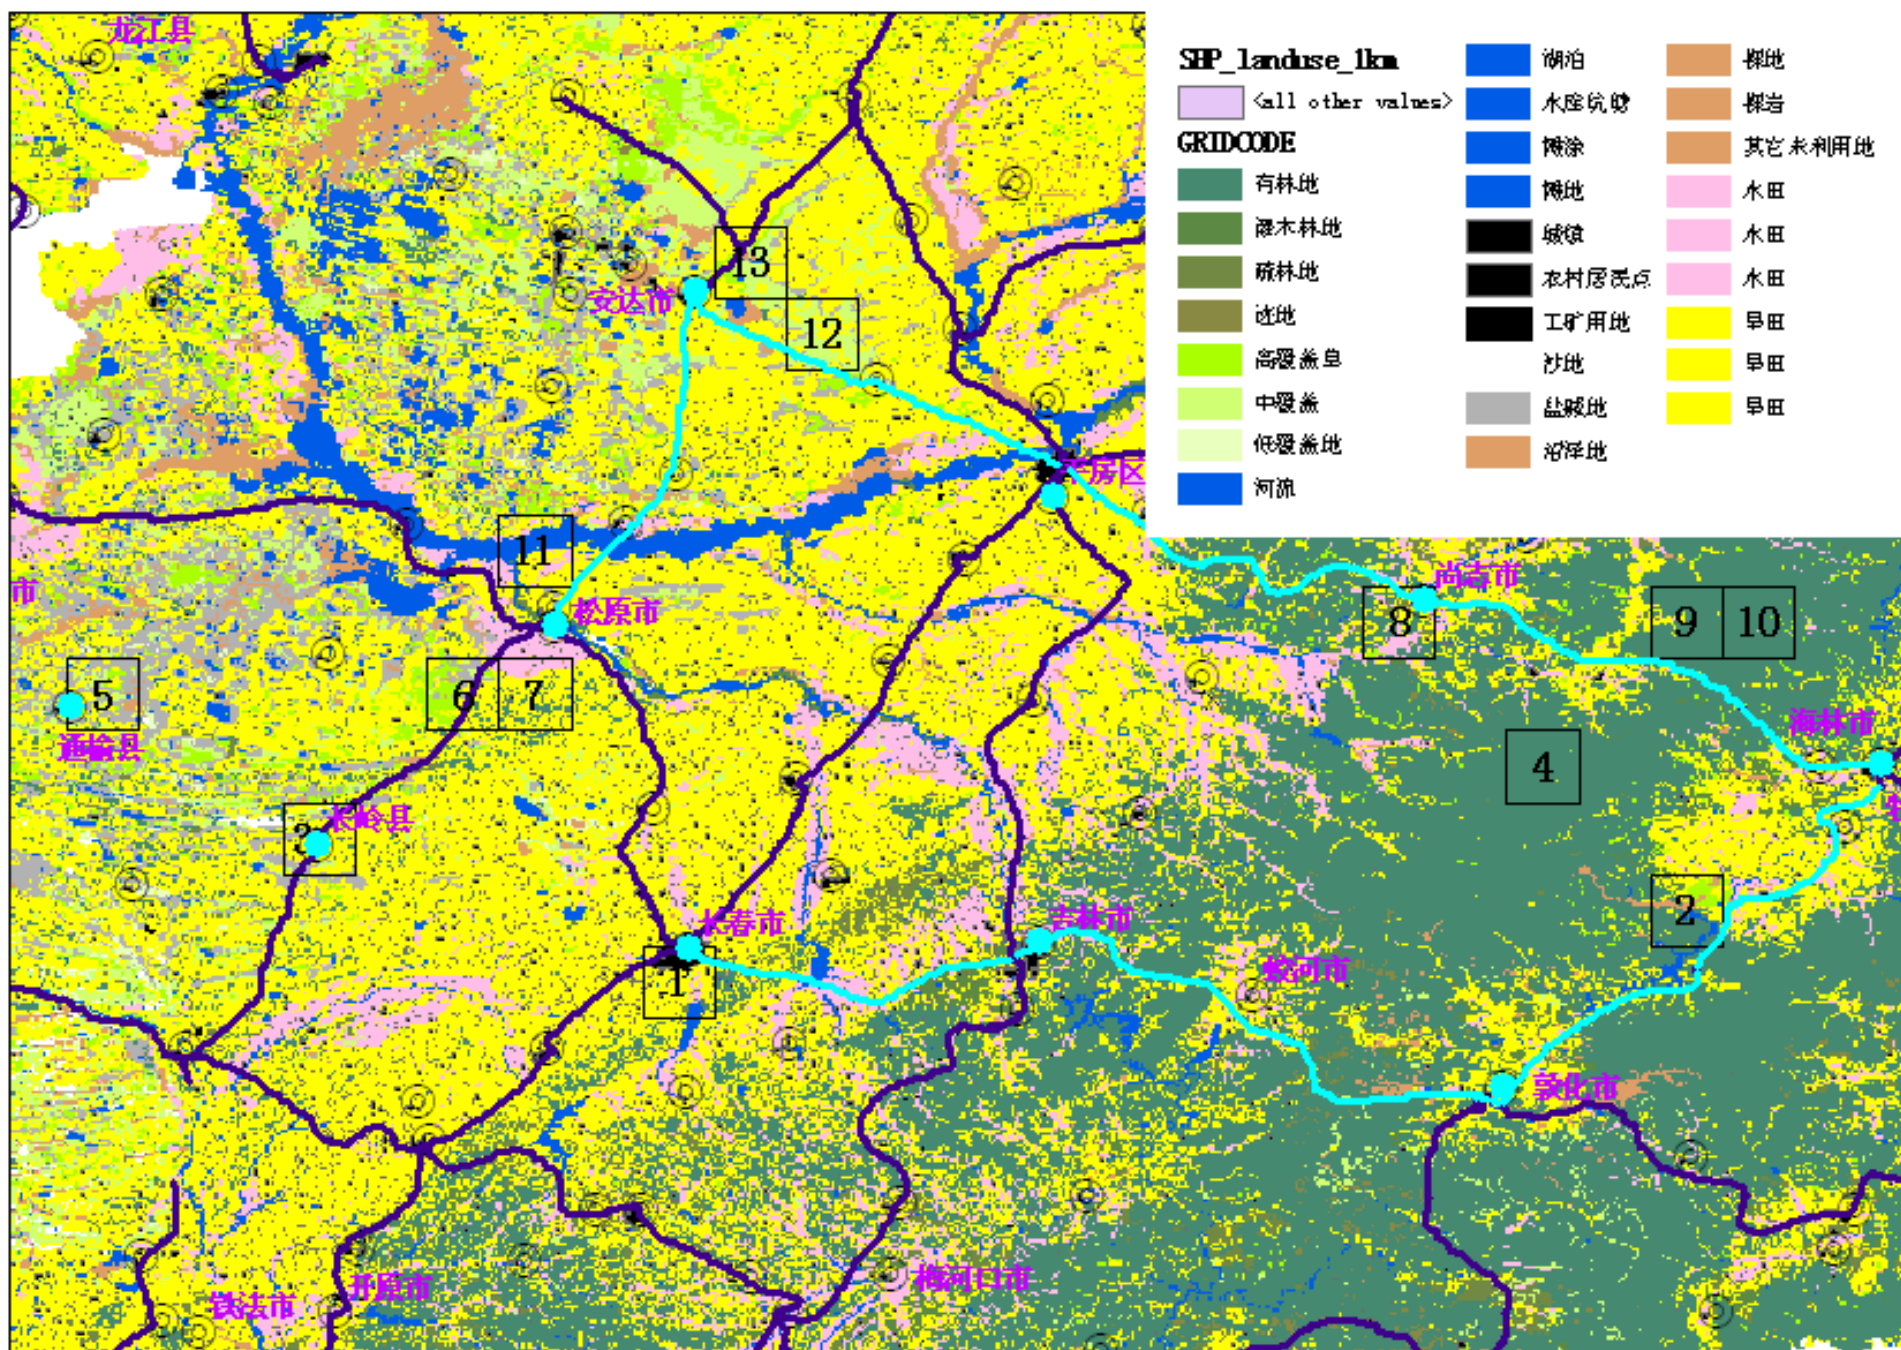 龙江县
安达市
13
12
平房区
11
松原市
市
5
通榆县
6
7
长岭县
3
长春市
1
吉林市
蛟河市
尚志市
8
9
10
4
海林市
2
敦化市
梅河口市
开原市
铁法市
SHP_landuse_1km
<all other values>
GRIDCODE
有林地
灌木林地
疏林地
迹地
高覆盖草
中覆盖
低覆盖地
河流
湖泊
水库坑塘
滩涂
滩地
城镇
农村居民点
工矿用地
沙地
盐碱地
沼泽地
裸地
裸岩
其它未利用地
水田
水田
水田
旱田
旱田
旱田